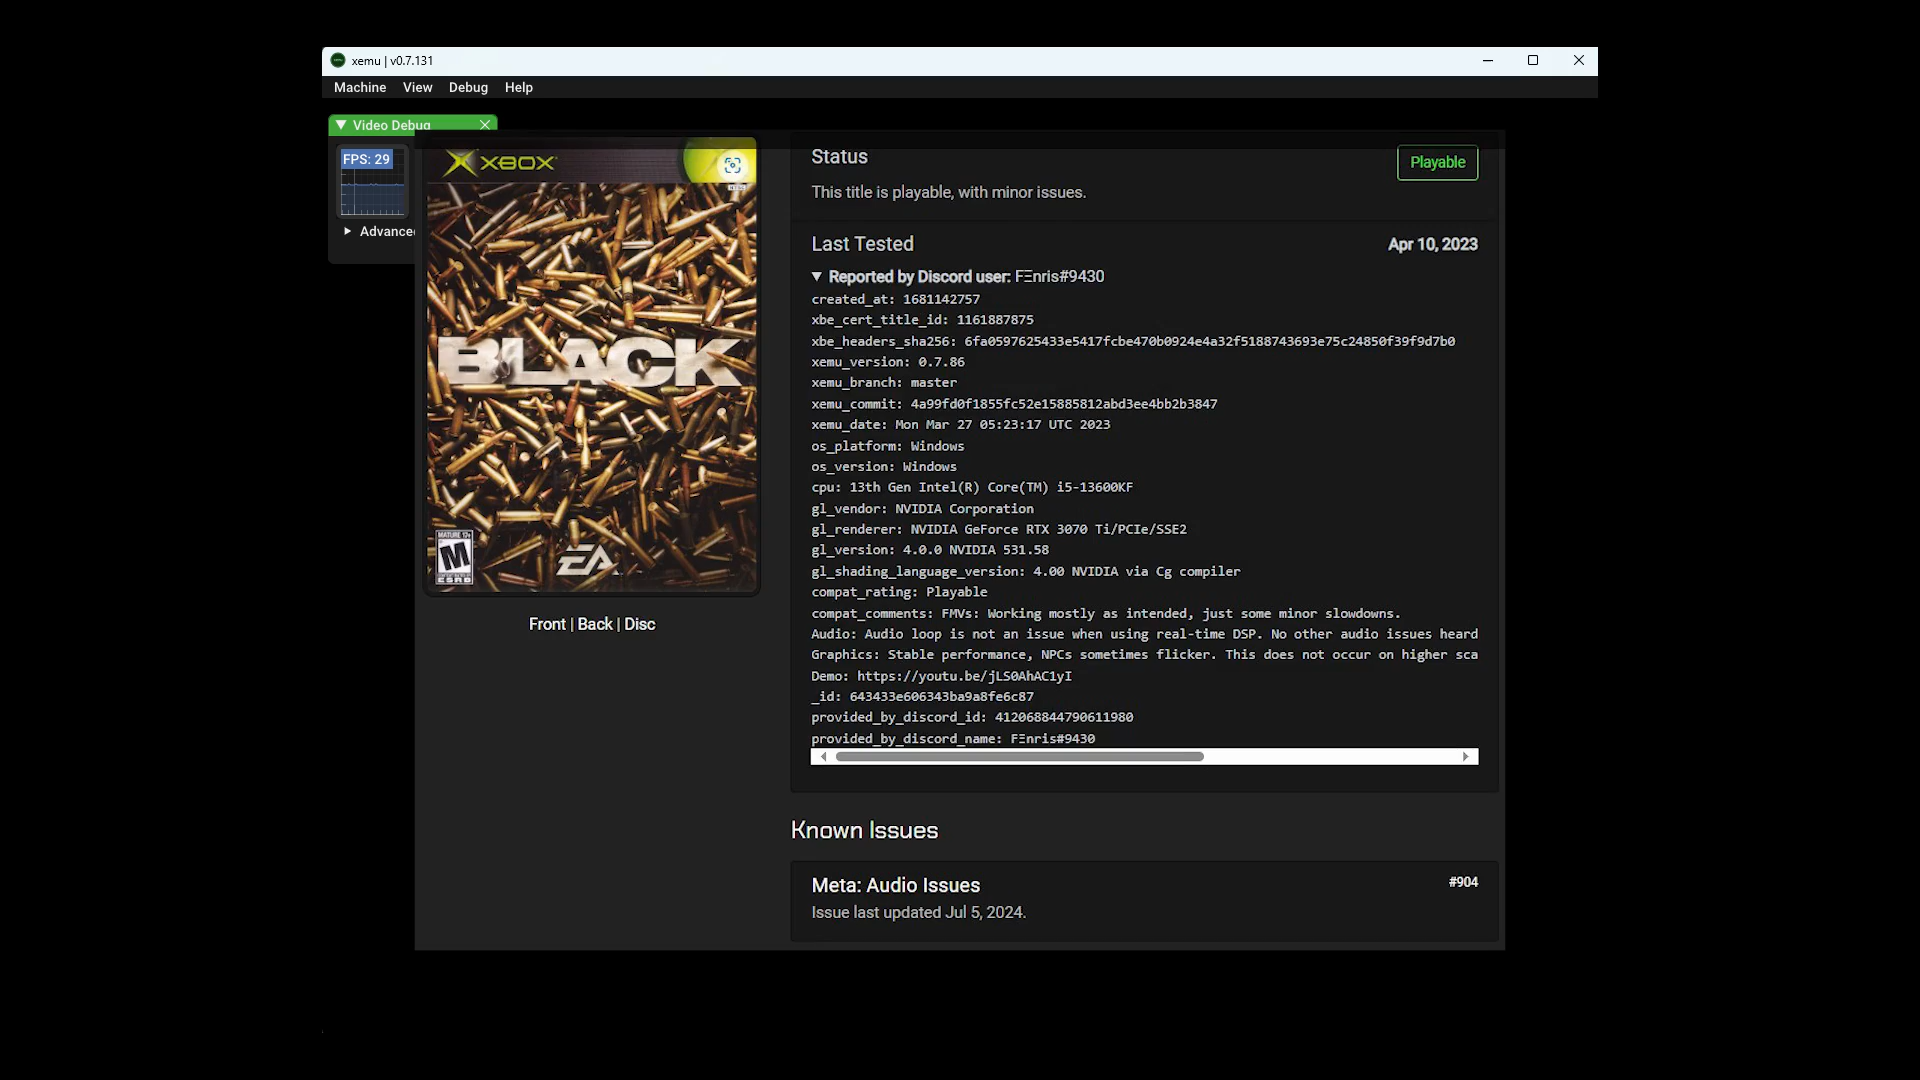 xemu | v0.7.131
Machine View Debug Help
Video Debug
FPS: 29
Advanced
XBOX
BLACK
MATURE 17+
M
ESRB
EA
Front | Back | Disc
Status
Playable
This title is playable, with minor issues.
Last Tested
Apr 10, 2023
Reported by Discord user: FΞnris#9430
created_at: 1681142757
xbe_cert_title_id: 1161887875
xbe_headers_sha256: 6fa0597625433e5417fcbe470b0924e4a32f5188743693e75c24850f39f9d7b0
xemu_version: 0.7.86
xemu_branch: master
xemu_commit: 4a99fd0f1855fc52e15885812abd3ee4bb2b3847
xemu_date: Mon Mar 27 05:23:17 UTC 2023
os_platform: Windows
os_version: Windows
cpu: 13th Gen Intel(R) Core(TM) i5-13600KF
gl_vendor: NVIDIA Corporation
gl_renderer: NVIDIA GeForce RTX 3070 Ti/PCIe/SSE2
gl_version: 4.0.0 NVIDIA 531.58
gl_shading_language_version: 4.00 NVIDIA via Cg compiler
compat_rating: Playable
compat_comments: FMVs: Working mostly as intended, just some minor slowdowns.
Audio: Audio loop is not an issue when using real-time DSP. No other audio issues heard
Graphics: Stable performance, NPCs sometimes flicker. This does not occur on higher sca
Demo: https://youtu.be/jLS0AhAC1yI
_id: 643433e606343ba9a8fe6c87
provided_by_discord_id: 412068844790611980
provided_by_discord_name: FΞnris#9430
Known Issues
Meta: Audio Issues
#904
Issue last updated Jul 5, 2024.